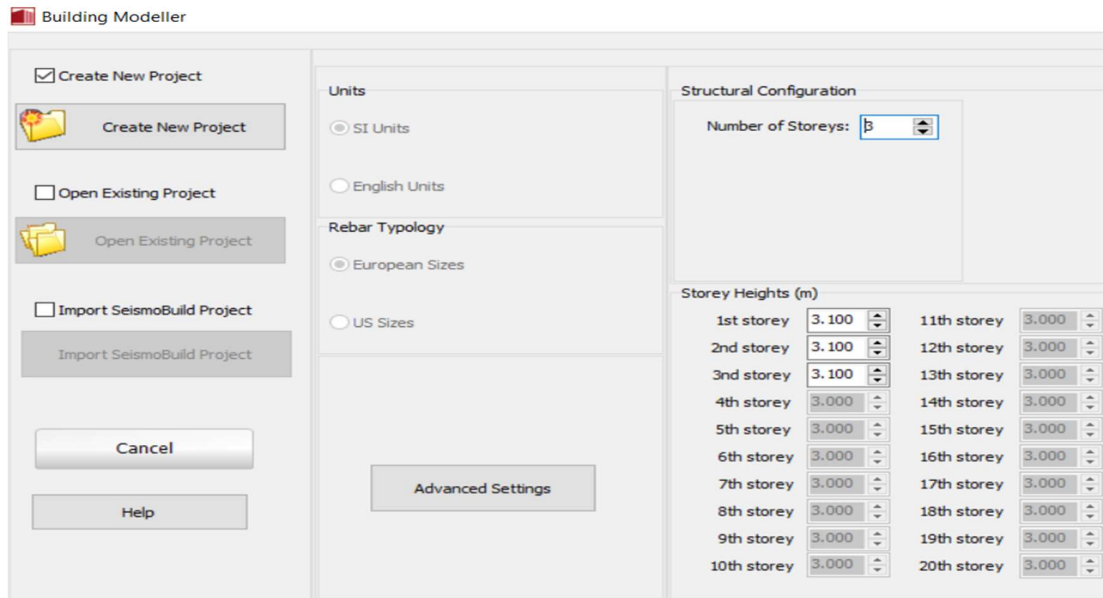 Building Modeller
Create New Project
Create New Project
Open Existing Project
Open Existing Project
Import SeismoBuild Project
Import SeismoBuild Project
Cancel
Help
Units
SI Units
English Units
Rebar Typology
European Sizes
US Sizes
Advanced Settings
Structural Configuration
Number of Storeys: 3
Storey Heights (m)
1st storey 3.100 11th storey 3.000
2nd storey 3.100 12th storey 3.000
3nd storey 3.100 13th storey 3.000
4th storey 3.000 14th storey 3.000
5th storey 3.000 15th storey 3.000
6th storey 3.000 16th storey 3.000
7th storey 3.000 17th storey 3.000
8th storey 3.000 18th storey 3.000
9th storey 3.000 19th storey 3.000
10th storey 3.000 20th storey 3.000